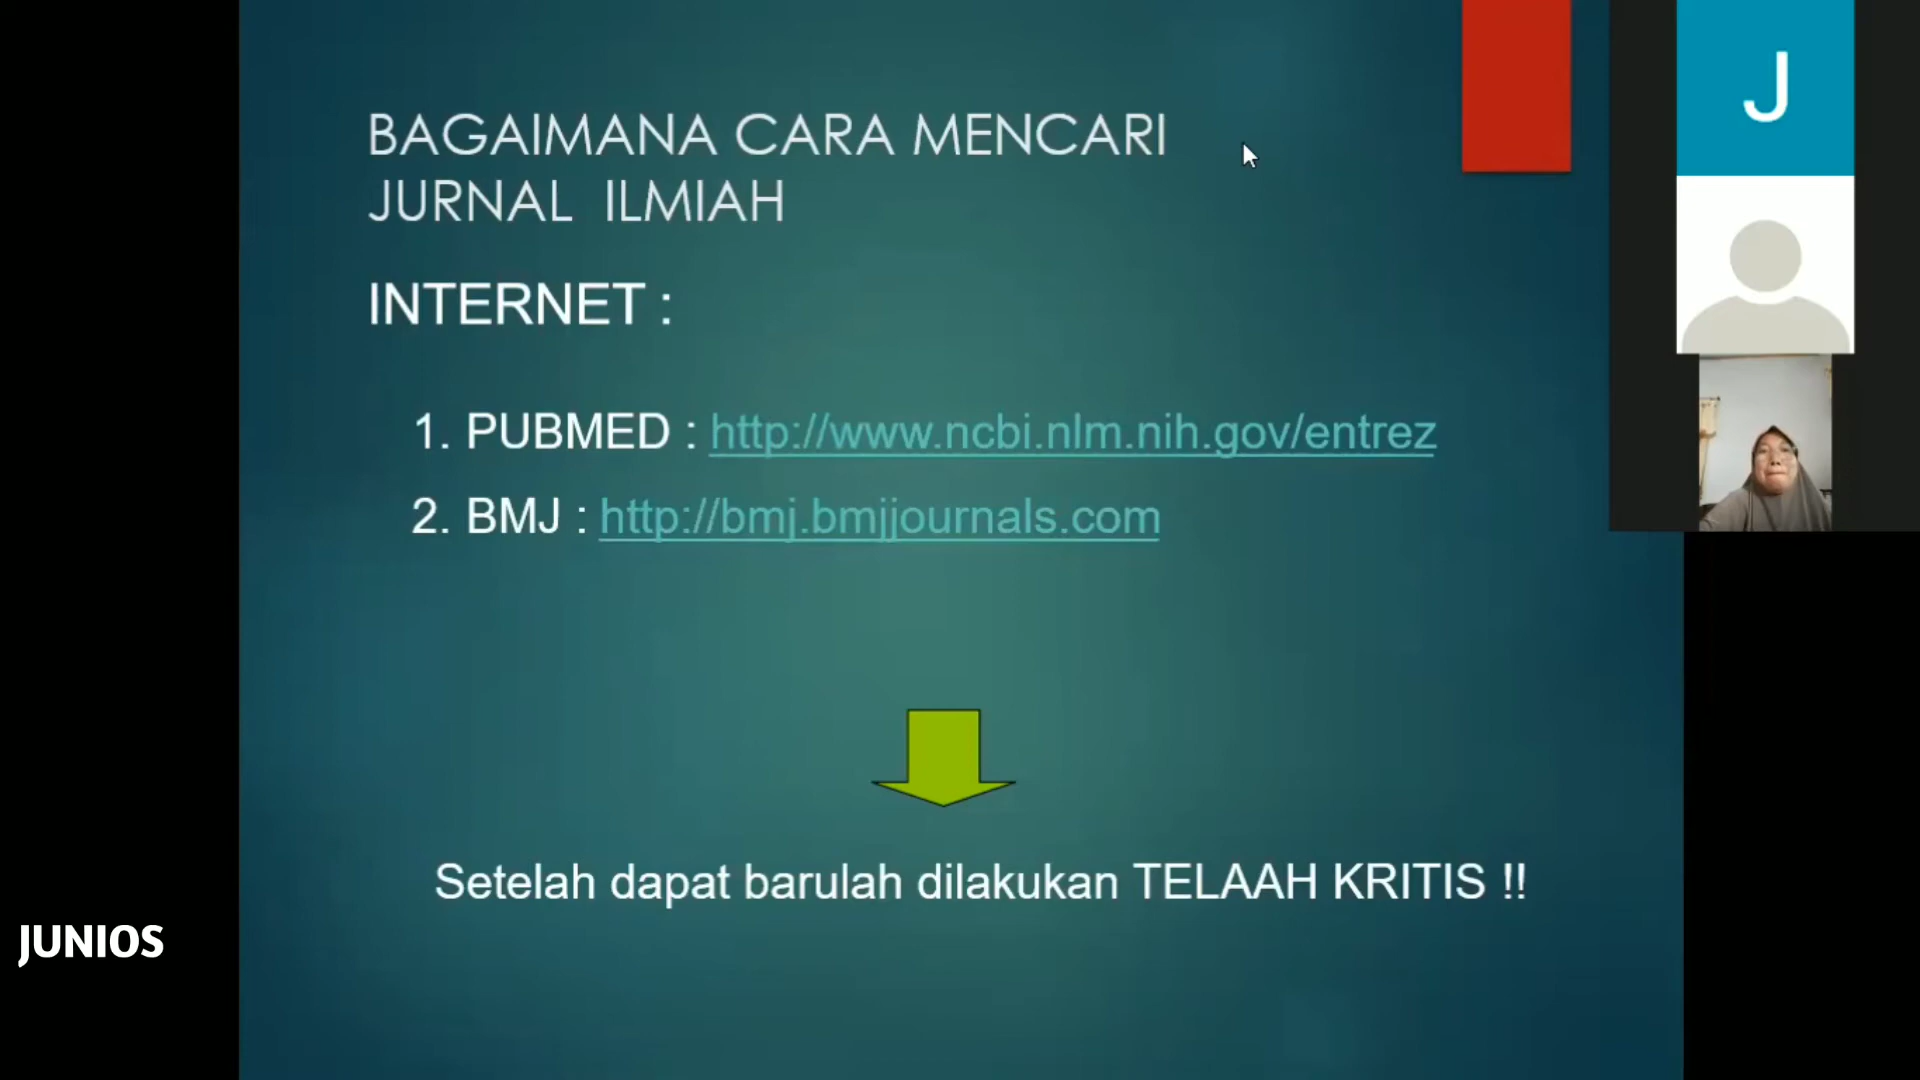 BAGAIMANA CARA MENCARI
JURNAL ILMIAH
INTERNET :
1. PUBMED : http://www.ncbi.nlm.nih.gov/entrez
2. BMJ : http://bmj.bmjjournals.com
Setelah dapat barulah dilakukan TELAAH KRITIS !!
J
JUNIOS